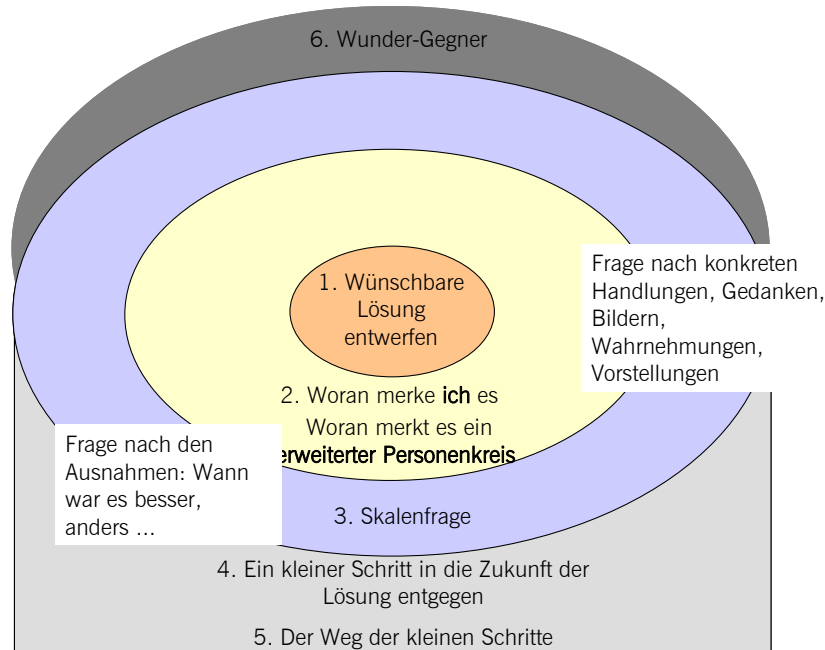 6. Wunder-Gegner
1. Wünschbare
Lösung
entwerfen
Frage nach konkreten
Handlungen, Gedanken,
Bildern,
Wahrnehmungen,
Vorstellungen
2. Woran merke ich es
Woran merkt es ein
erweiterter Personenkreis
Frage nach den
Ausnahmen: Wann
war es besser,
anders ...
3. Skalenfrage
4. Ein kleiner Schritt in die Zukunft der
Lösung entgegen
5. Der Weg der kleinen Schritte